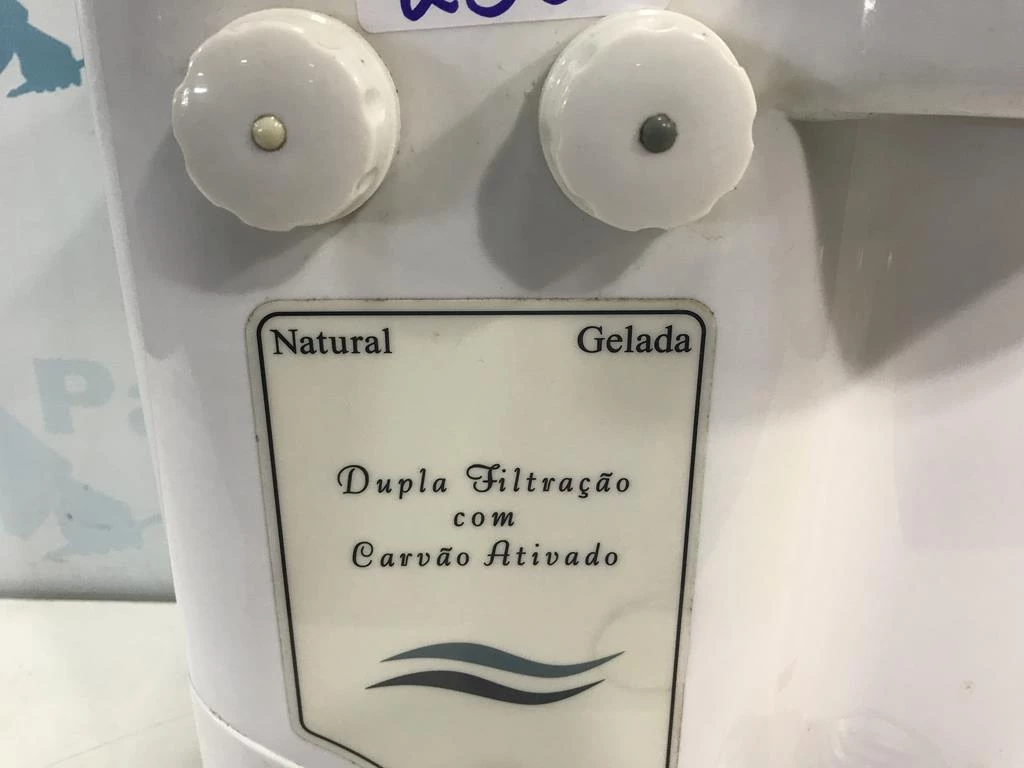 Natural Gelada
Dupla Filtração
com
Carvão Ativado